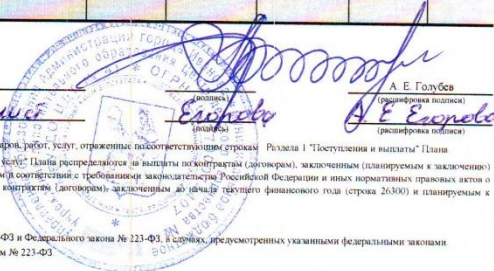 А. Е. Голубев
(подпись) (расшифровка подписи)
Егорова А. Е. Егорова
(подпись) (расшифровка подписи)
варов, работ, услуг, отраженные по соответствующим строкам Раздела 1 "Поступления и выплаты" Плана
услуг" Плана распределяются на выплаты по контрактам (договорам), заключенным (планируемым к заключению)
м в соответствии с требованиями законодательства Российской Федерации и иных нормативных правовых актов о
контрактам (договорам), заключенным до начала текущего финансового года (строка 26300) и планируемым к
-ФЗ и Федерального закона № 223-ФЗ, в случаях, предусмотренных указанными федеральными законами
м № 223-ФЗ.